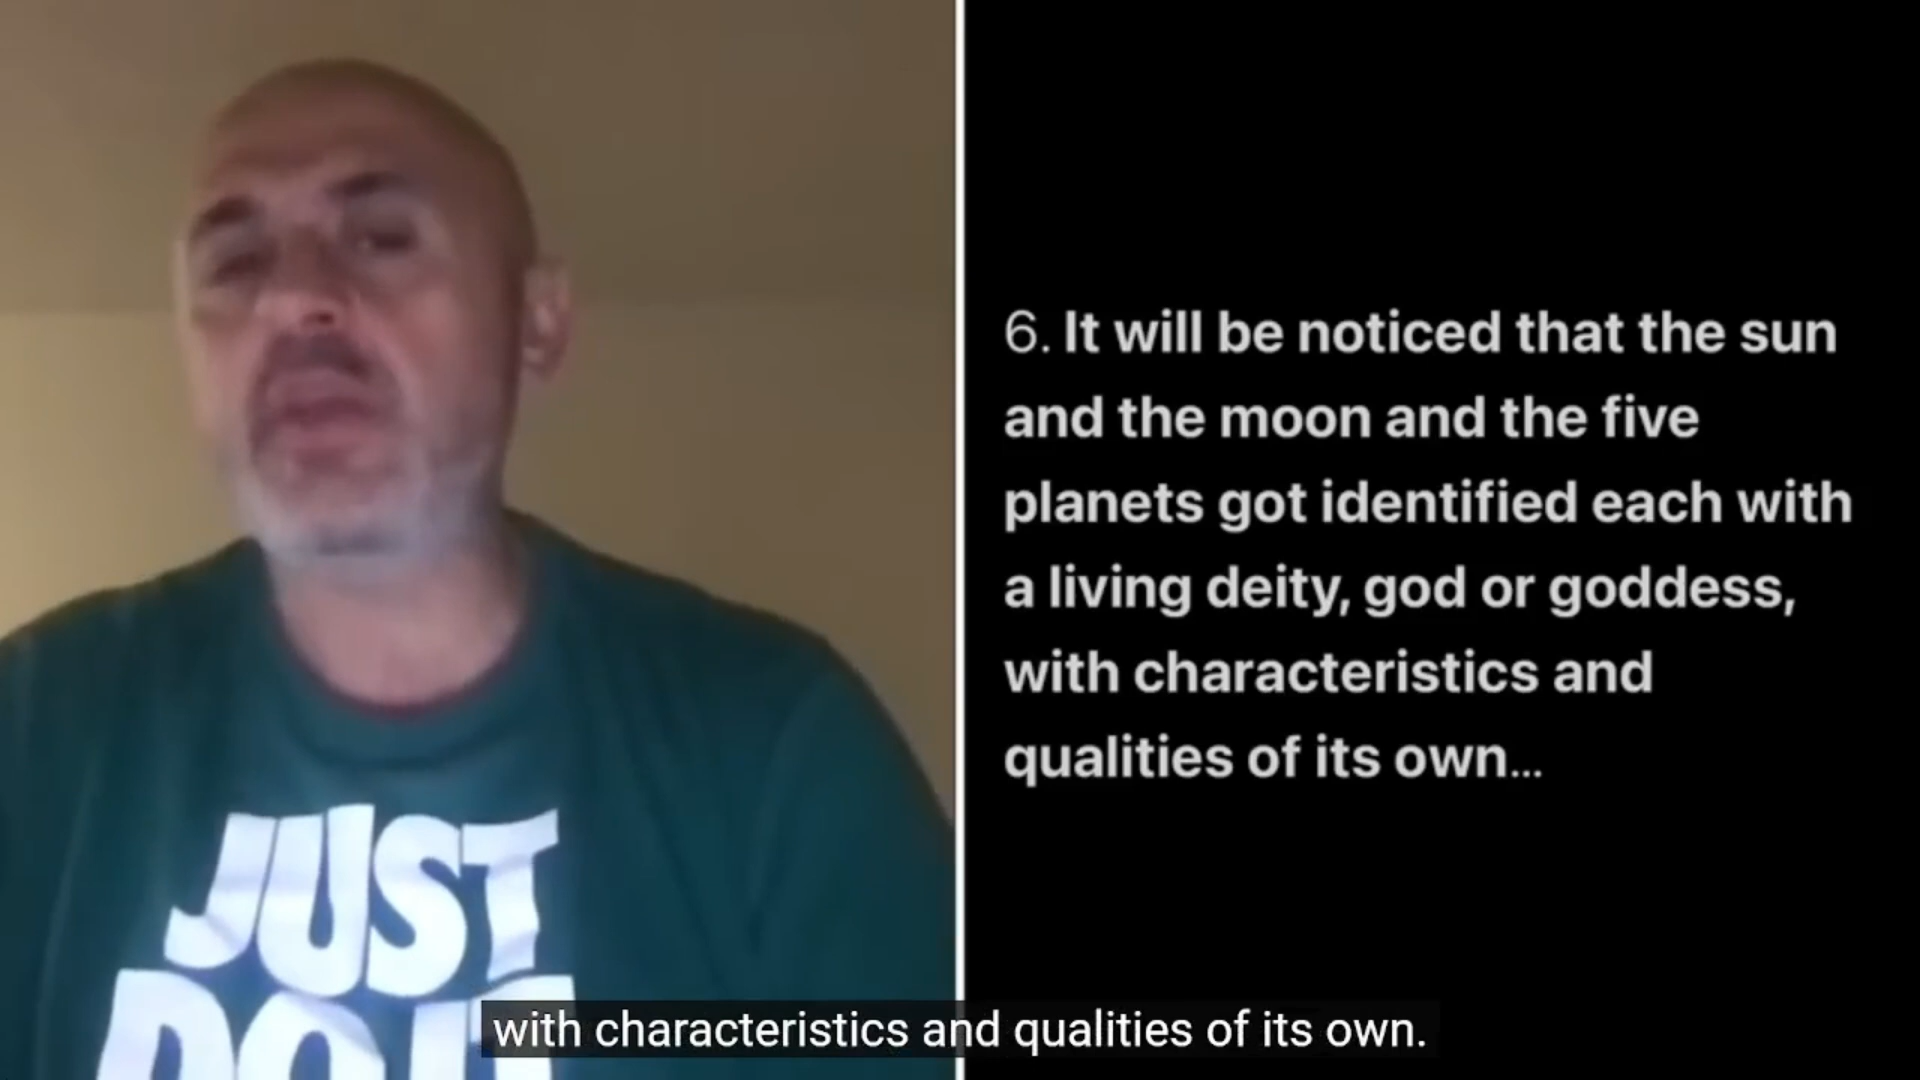 JUST
DO IT
6. It will be noticed that the sun
and the moon and the five
planets got identified each with
a living deity, god or goddess,
with characteristics and
qualities of its own...
with characteristics and qualities of its own.